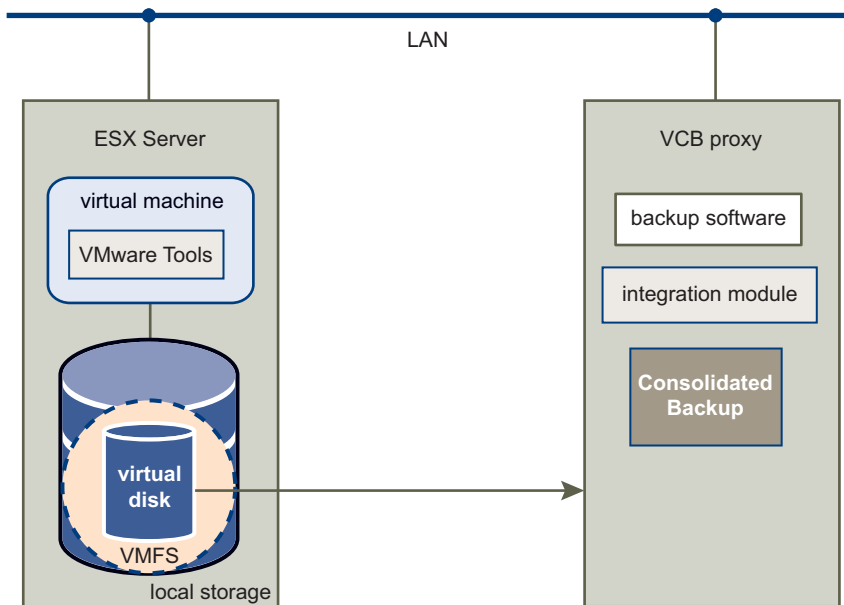 LAN
ESX Server
virtual machine
VMware Tools
virtual
disk
VMFS
local storage
VCB proxy
backup software
integration module
Consolidated
Backup